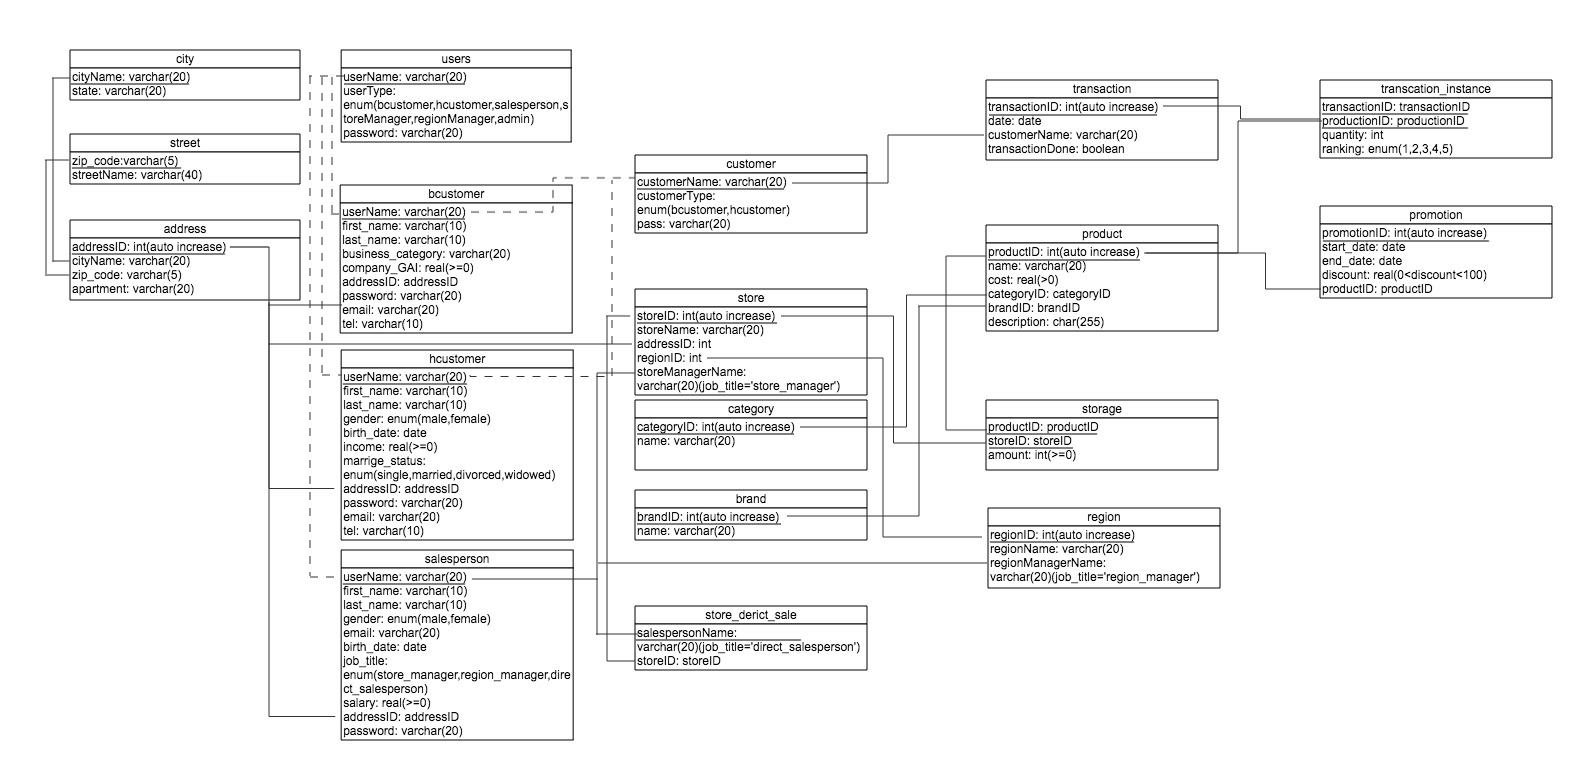 city
cityName: varchar(20)
state: varchar(20)
street
zip_code:varchar(5)
streetName: varchar(40)
address
addressID: int(auto increase)
cityName: varchar(20)
zip_code: varchar(5)
apartment: varchar(20)
users
userName: varchar(20)
userType:
enum(bcustomer,hcustomer,salesperson,s
toreManager,regionManager,admin)
password: varchar(20)
bcustomer
userName: varchar(20)
first_name: varchar(10)
last_name: varchar(10)
business_category: varchar(20)
company_GAI: real(>=0)
addressID: addressID
password: varchar(20)
email: varchar(20)
tel: varchar(10)
hcustomer
userName: varchar(20)
first_name: varchar(10)
last_name: varchar(10)
gender: enum(male,female)
birth_date: date
income: real(>=0)
marrige_status:
enum(single,married,divorced,widowed)
addressID: addressID
password: varchar(20)
email: varchar(20)
tel: varchar(10)
salesperson
userName: varchar(20)
first_name: varchar(10)
last_name: varchar(10)
gender: enum(male,female)
email: varchar(20)
birth_date: date
job_title:
enum(store_manager,region_manager,dire
ct_salesperson)
salary: real(>=0)
addressID: addressID
password: varchar(20)
customer
customerName: varchar(20)
customerType:
enum(bcustomer,hcustomer)
pass: varchar(20)
store
storeID: int(auto increase)
storeName: varchar(20)
addressID: int
regionID: int
storeManagerName:
varchar(20)(job_title='store_manager')
category
categoryID: int(auto increase)
name: varchar(20)
brand
brandID: int(auto increase)
name: varchar(20)
store_derict_sale
salespersonName:
varchar(20)(job_title='direct_salesperson')
storeID: storeID
transaction
transactionID: int(auto increase)
date: date
customerName: varchar(20)
transactionDone: boolean
product
productID: int(auto increase)
name: varchar(20)
cost: real(>0)
categoryID: categoryID
brandID: brandID
description: char(255)
storage
productID: productID
storeID: storeID
amount: int(>=0)
region
regionID: int(auto increase)
regionName: varchar(20)
regionManagerName:
varchar(20)(job_title='region_manager')
transcation_instance
transactionID: transactionID
productionID: productionID
quantity: int
ranking: enum(1,2,3,4,5)
promotion
promotionID: int(auto increase)
start_date: date
end_date: date
discount: real(0<discount<100)
productID: productID